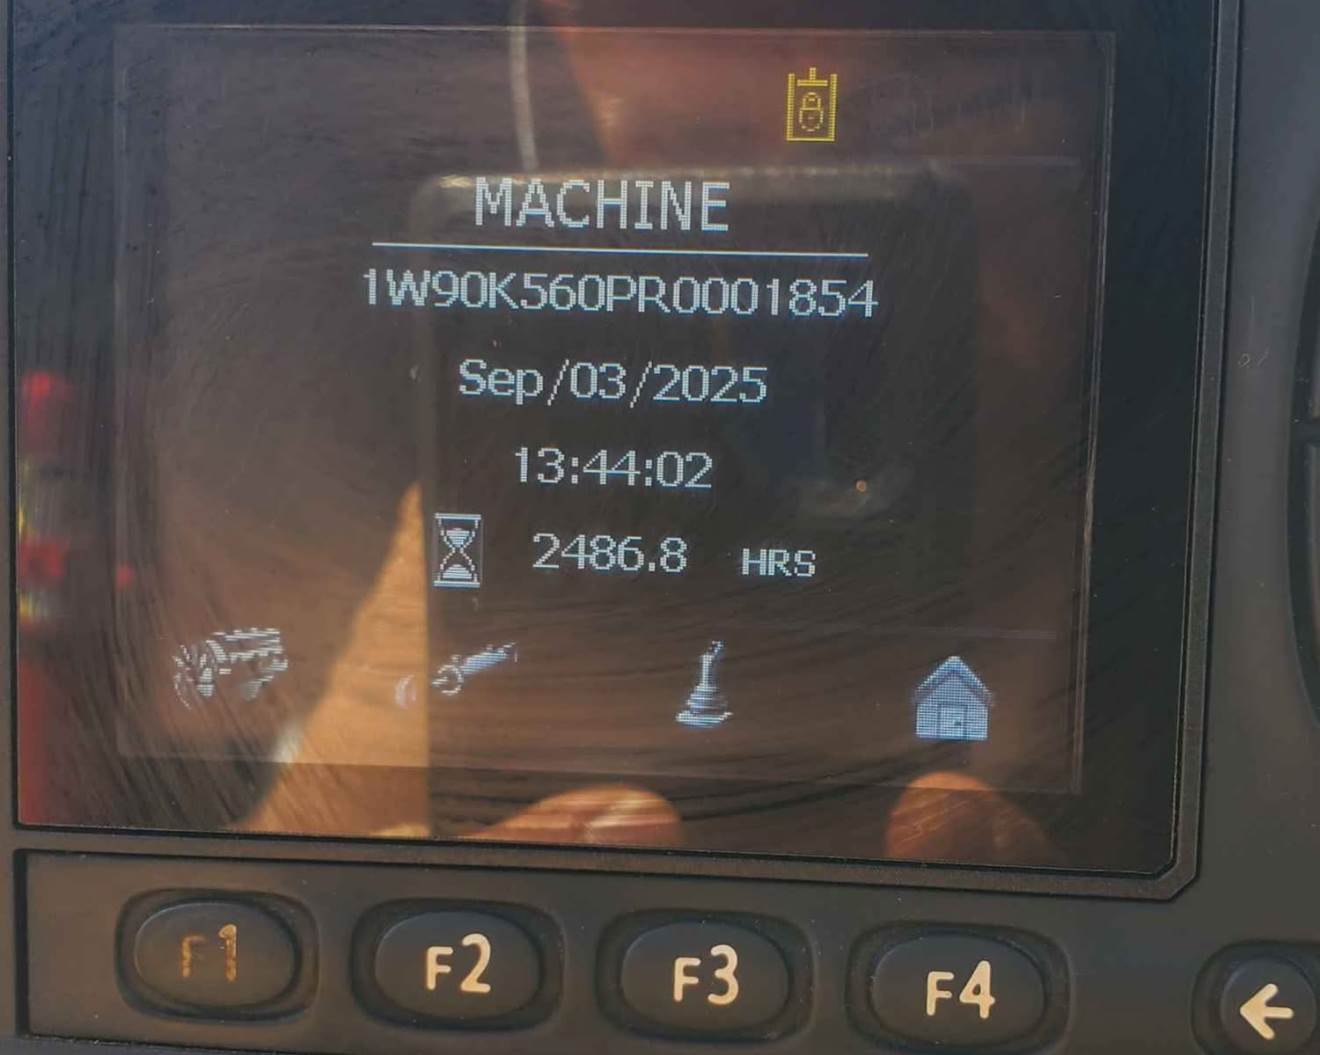 MACHINE
1W90K560PR0001854
Sep/03/2025
13:44:02
2486.8 HRS
F1 F2 F3 F4